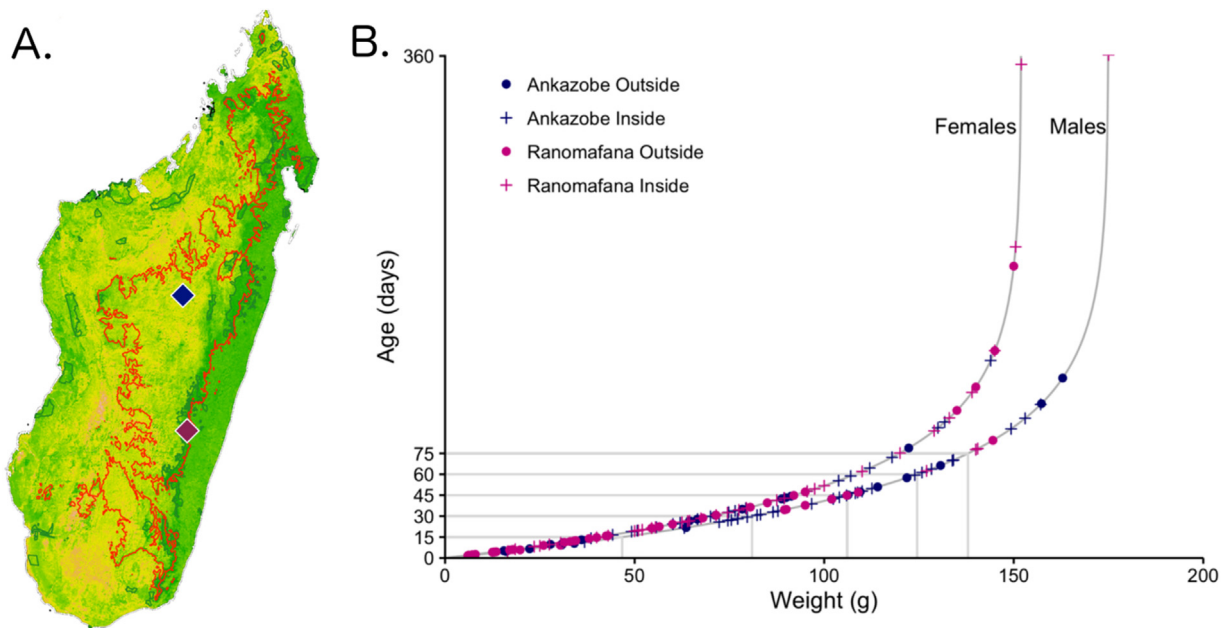 A.
B.
360
Ankazobe Outside
Ankazobe Inside
Ranomafana Outside
Ranomafana Inside
Females
Males
Age (days)
75
60
45
30
15
0
0 50 100 150 200
Weight (g)